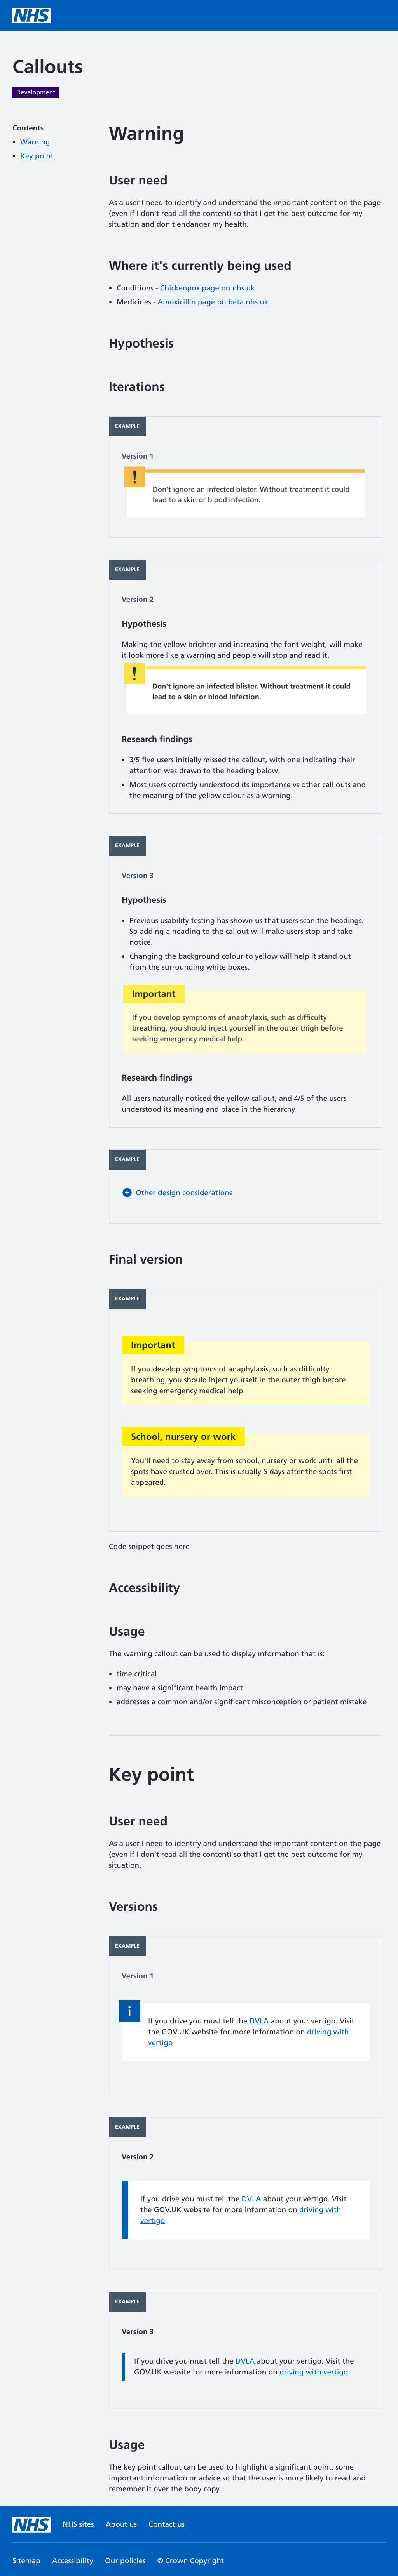 NHS
Callouts
Development
Contents
Warning
Key point
Warning
User need
As a user I need to identify and understand the important content on the page
(even if I don't read all the content) so that I get the best outcome for my
situation and don't endanger my health.
Where it's currently being used
Conditions - Chickenpox page on nhs.uk
Medicines - Amoxicillin page on beta.nhs.uk
Hypothesis
Iterations
EXAMPLE
Version 1
!
Don't ignore an infected blister. Without treatment it could
lead to a skin or blood infection.
EXAMPLE
Version 2
Hypothesis
Making the yellow brighter and increasing the font weight, will make
it look more like a warning and people will stop and read it.
!
Don't ignore an infected blister. Without treatment it could
lead to a skin or blood infection.
Research findings
3/5 five users initially missed the callout, with one indicating their
attention was drawn to the heading below.
Most users correctly understood its importance vs other call outs and
the meaning of the yellow colour as a warning.
EXAMPLE
Version 3
Hypothesis
Previous usability testing has shown us that users scan the headings.
So adding a heading to the callout will make users stop and take
notice.
Changing the background colour to yellow will help it stand out
from the surrounding white boxes.
Important
If you develop symptoms of anaphylaxis, such as difficulty
breathing, you should inject yourself in the outer thigh before
seeking emergency medical help.
Research findings
All users naturally noticed the yellow callout, and 4/5 of the users
understood its meaning and place in the hierarchy
EXAMPLE
Other design considerations
Final version
EXAMPLE
Important
If you develop symptoms of anaphylaxis, such as difficulty
breathing, you should inject yourself in the outer thigh before
seeking emergency medical help.
School, nursery or work
You'll need to stay away from school, nursery or work until all the
spots have crusted over. This is usually 5 days after the spots first
appeared.
Code snippet goes here
Accessibility
Usage
The warning callout can be used to display information that is:
time critical
may have a significant health impact
addresses a common and/or significant misconception or patient mistake
Key point
User need
As a user I need to identify and understand the important content on the page
(even if I don't read all the content) so that I get the best outcome for my
situation.
Versions
EXAMPLE
Version 1
i
If you drive you must tell the DVLA about your vertigo. Visit
the GOV.UK website for more information on driving with
vertigo
EXAMPLE
Version 2
If you drive you must tell the DVLA about your vertigo. Visit
the GOV.UK website for more information on driving with
vertigo
EXAMPLE
Version 3
If you drive you must tell the DVLA about your vertigo. Visit the
GOV.UK website for more information on driving with vertigo
Usage
The key point callout can be used to highlight a significant point, some
important information or advice so that the user is more likely to read and
remember it over the body copy.
NHS NHS sites About us Contact us
Sitemap Accessibility Our policies © Crown Copyright